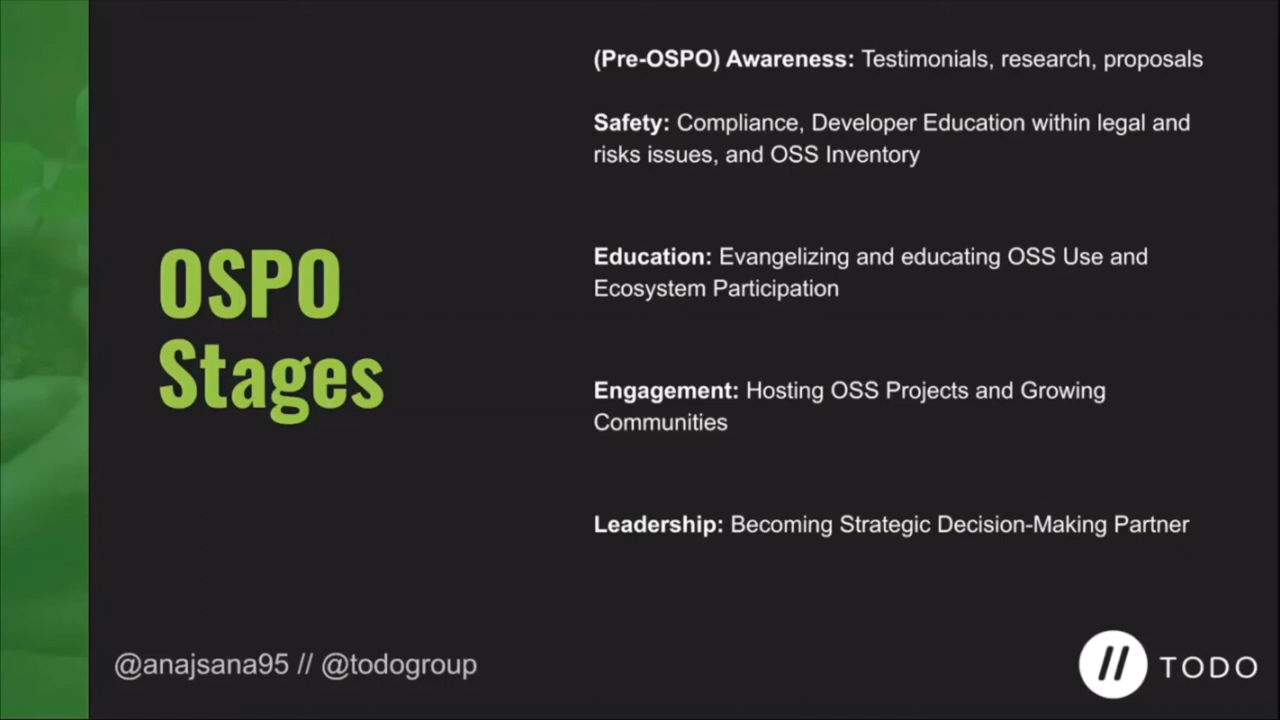 (Pre-OSPO) Awareness: Testimonials, research, proposals
Safety: Compliance, Developer Education within legal and
risks issues, and OSS Inventory
OSPO
Stages
Education: Evangelizing and educating OSS Use and
Ecosystem Participation
Engagement: Hosting OSS Projects and Growing
Communities
Leadership: Becoming Strategic Decision-Making Partner
@anajsana95 // @todogroup
// TODO